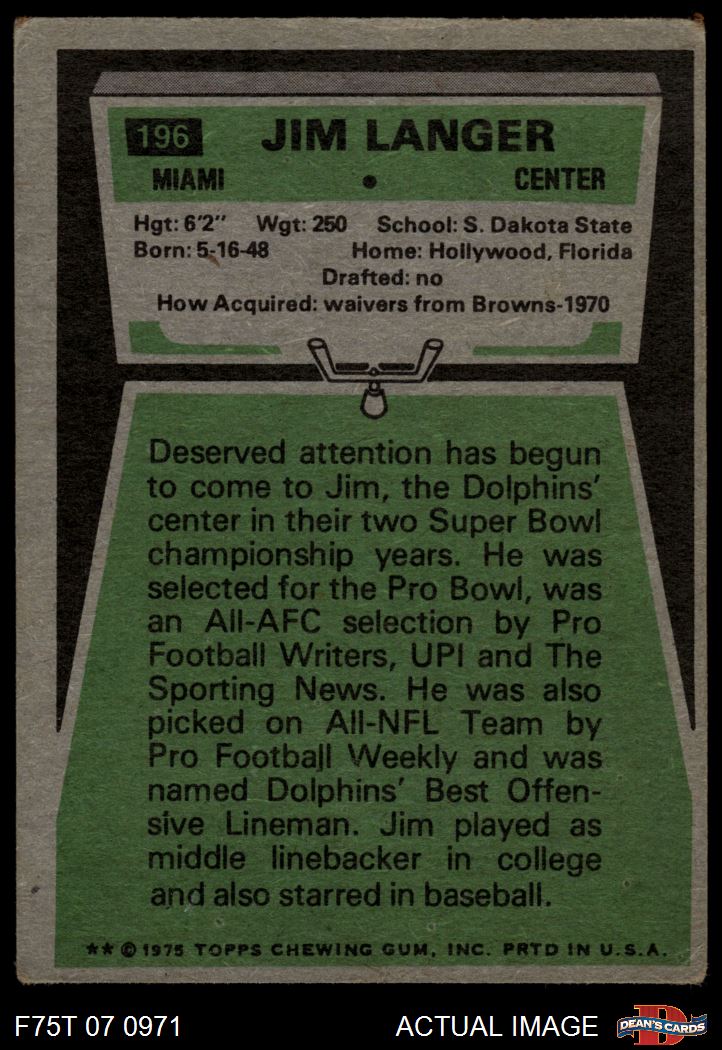 196 JIM LANGER
MIAMI • CENTER
Hgt: 6'2" Wgt: 250 School: S. Dakota State
Born: 5-16-48 Home: Hollywood, Florida
Drafted: no
How Acquired: waivers from Browns-1970
Deserved attention has begun
to come to Jim, the Dolphins'
center in their two Super Bowl
championship years. He was
selected for the Pro Bowl, was
an All-AFC selection by Pro
Football Writers, UPI and The
Sporting News. He was also
picked on All-NFL Team by
Pro Football Weekly and was
named Dolphins' Best Offen-
sive Lineman. Jim played as
middle linebacker in college
and also starred in baseball.
** © 1975 TOPPS CHEWING GUM, INC. PRTD IN U.S.A.
F75T 07 0971 ACTUAL IMAGE D DEAN'S CARDS